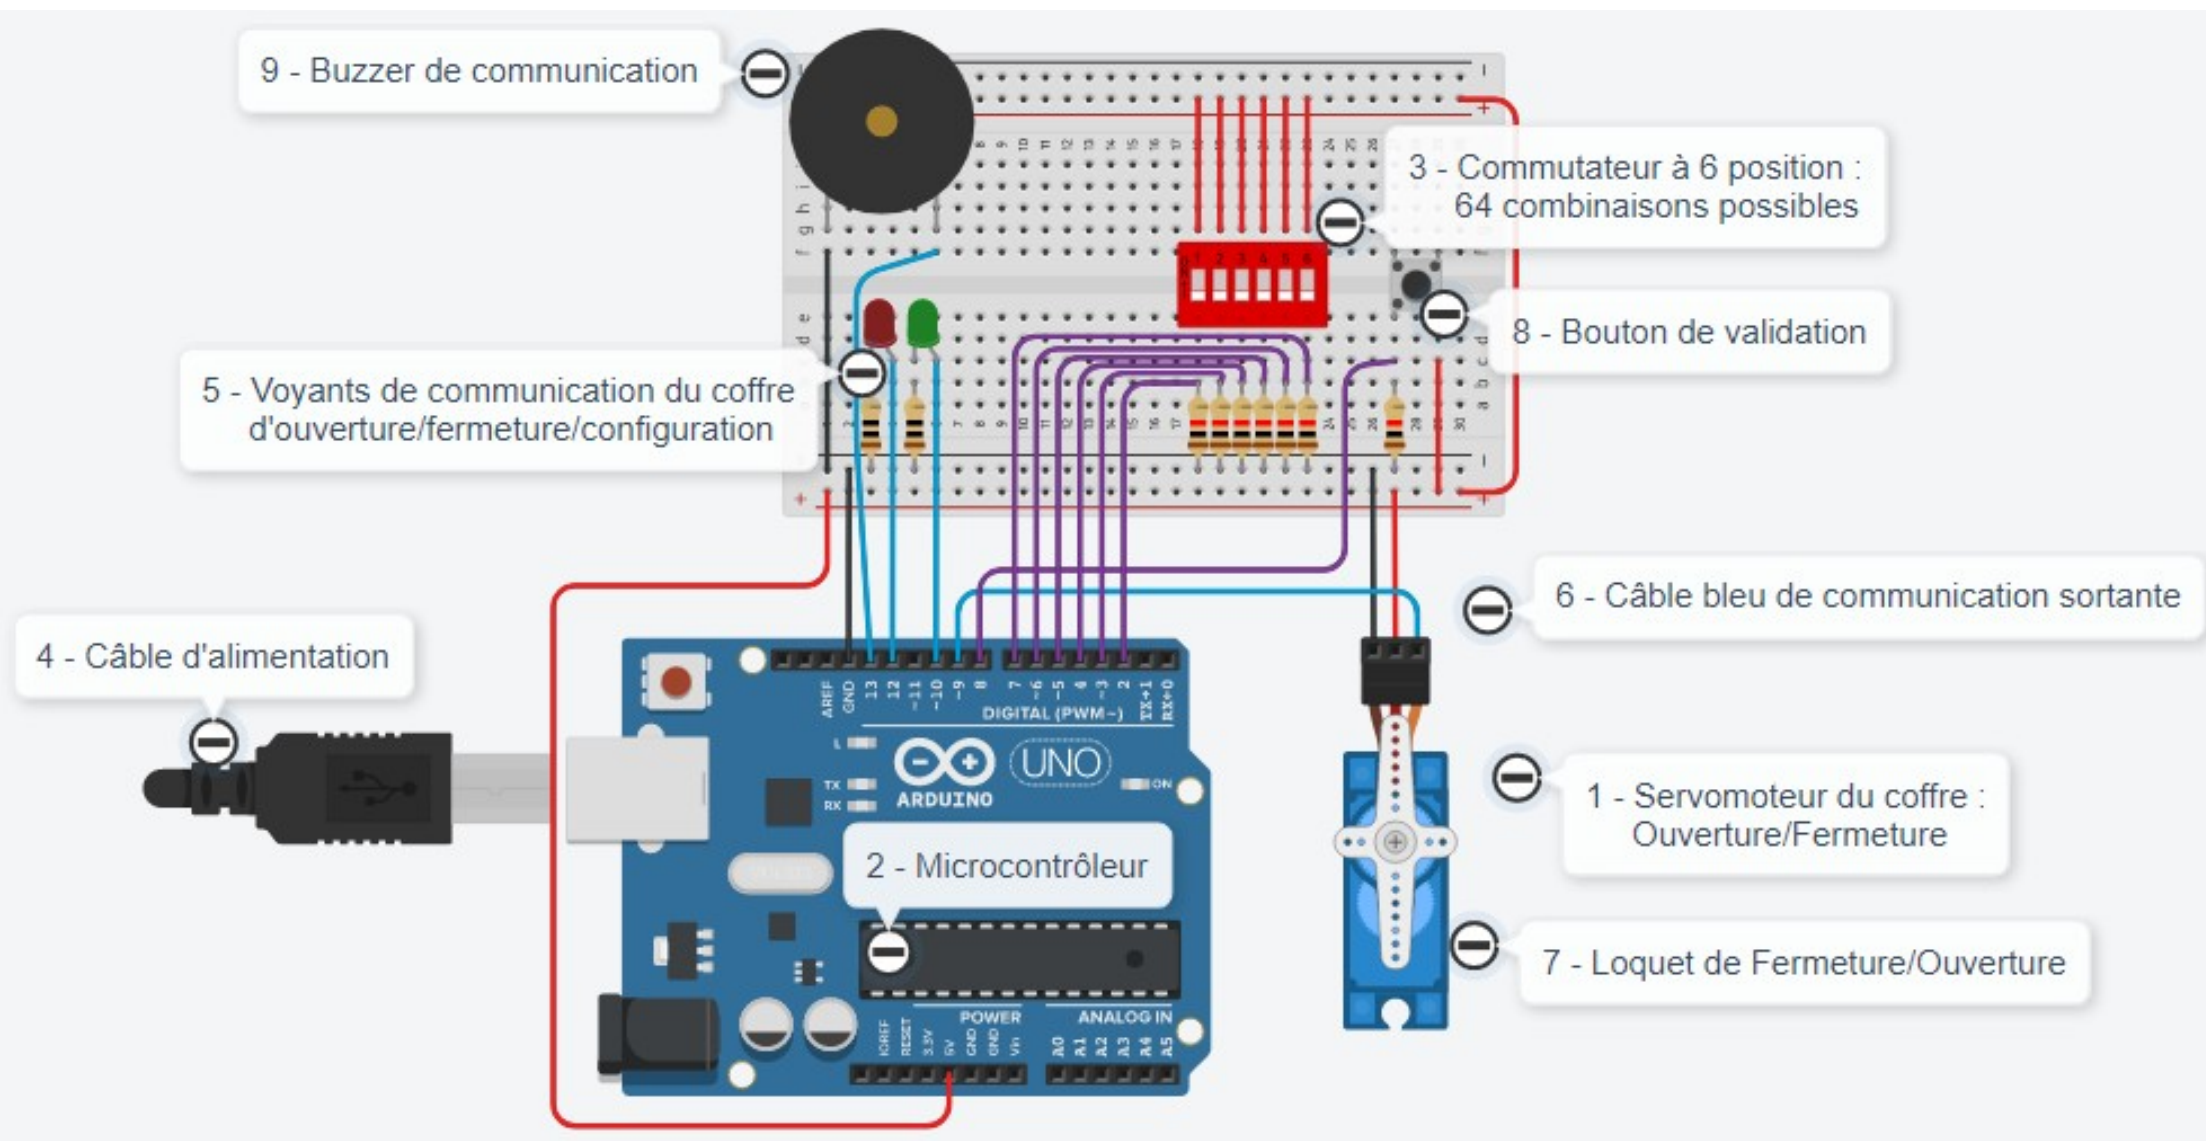 9 - Buzzer de communication
3 - Commutateur à 6 position :
64 combinaisons possibles
8 - Bouton de validation
5 - Voyants de communication du coffre
d'ouverture/fermeture/configuration
6 - Câble bleu de communication sortante
4 - Câble d'alimentation
1 - Servomoteur du coffre :
Ouverture/Fermeture
2 - Microcontrôleur
7 - Loquet de Fermeture/Ouverture
AREF GND 13 12 ~11 ~10 ~9 8 7 ~6 ~5 4 ~3 2 TX→1 RX←0
DIGITAL (PWM~)
L
TX
RX
UNO
ON
ARDUINO
POWER
ANALOG IN
IOREF RESET 3.3V 5V GND GND Vin A0 A1 A2 A3 A4 A5